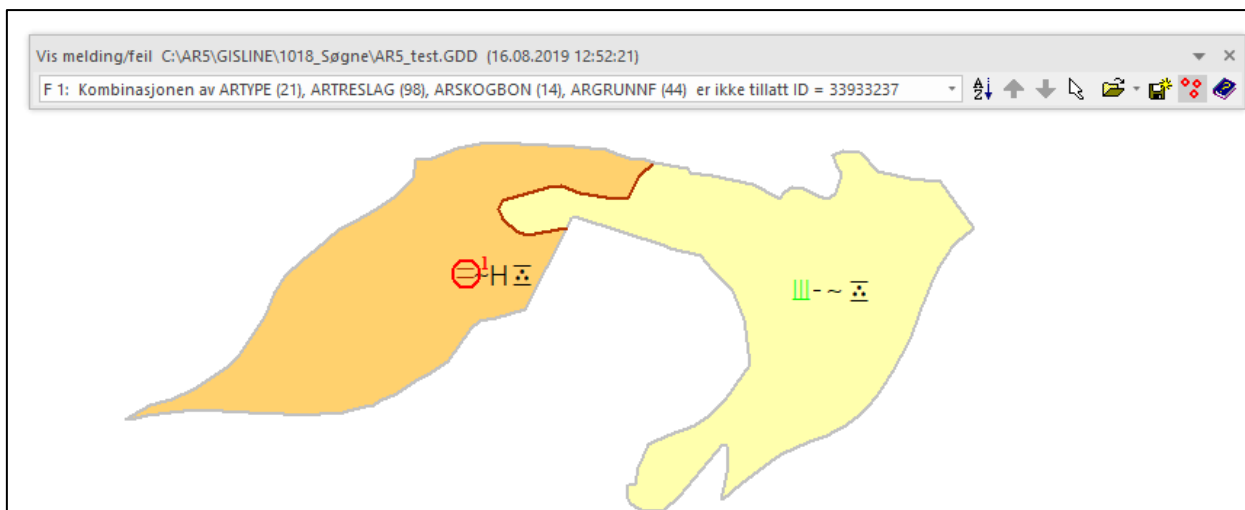 Vis melding/feil C:\AR5\GISLINE\1018_Søgne\AR5_test.GDD (16.08.2019 12:52:21)
F 1: Kombinasjonen av ARTYPE (21), ARTRESLAG (98), ARSKOGBON (14), ARGRUNNF (44) er ikke tillatt ID = 33933237
1
~H
- ~